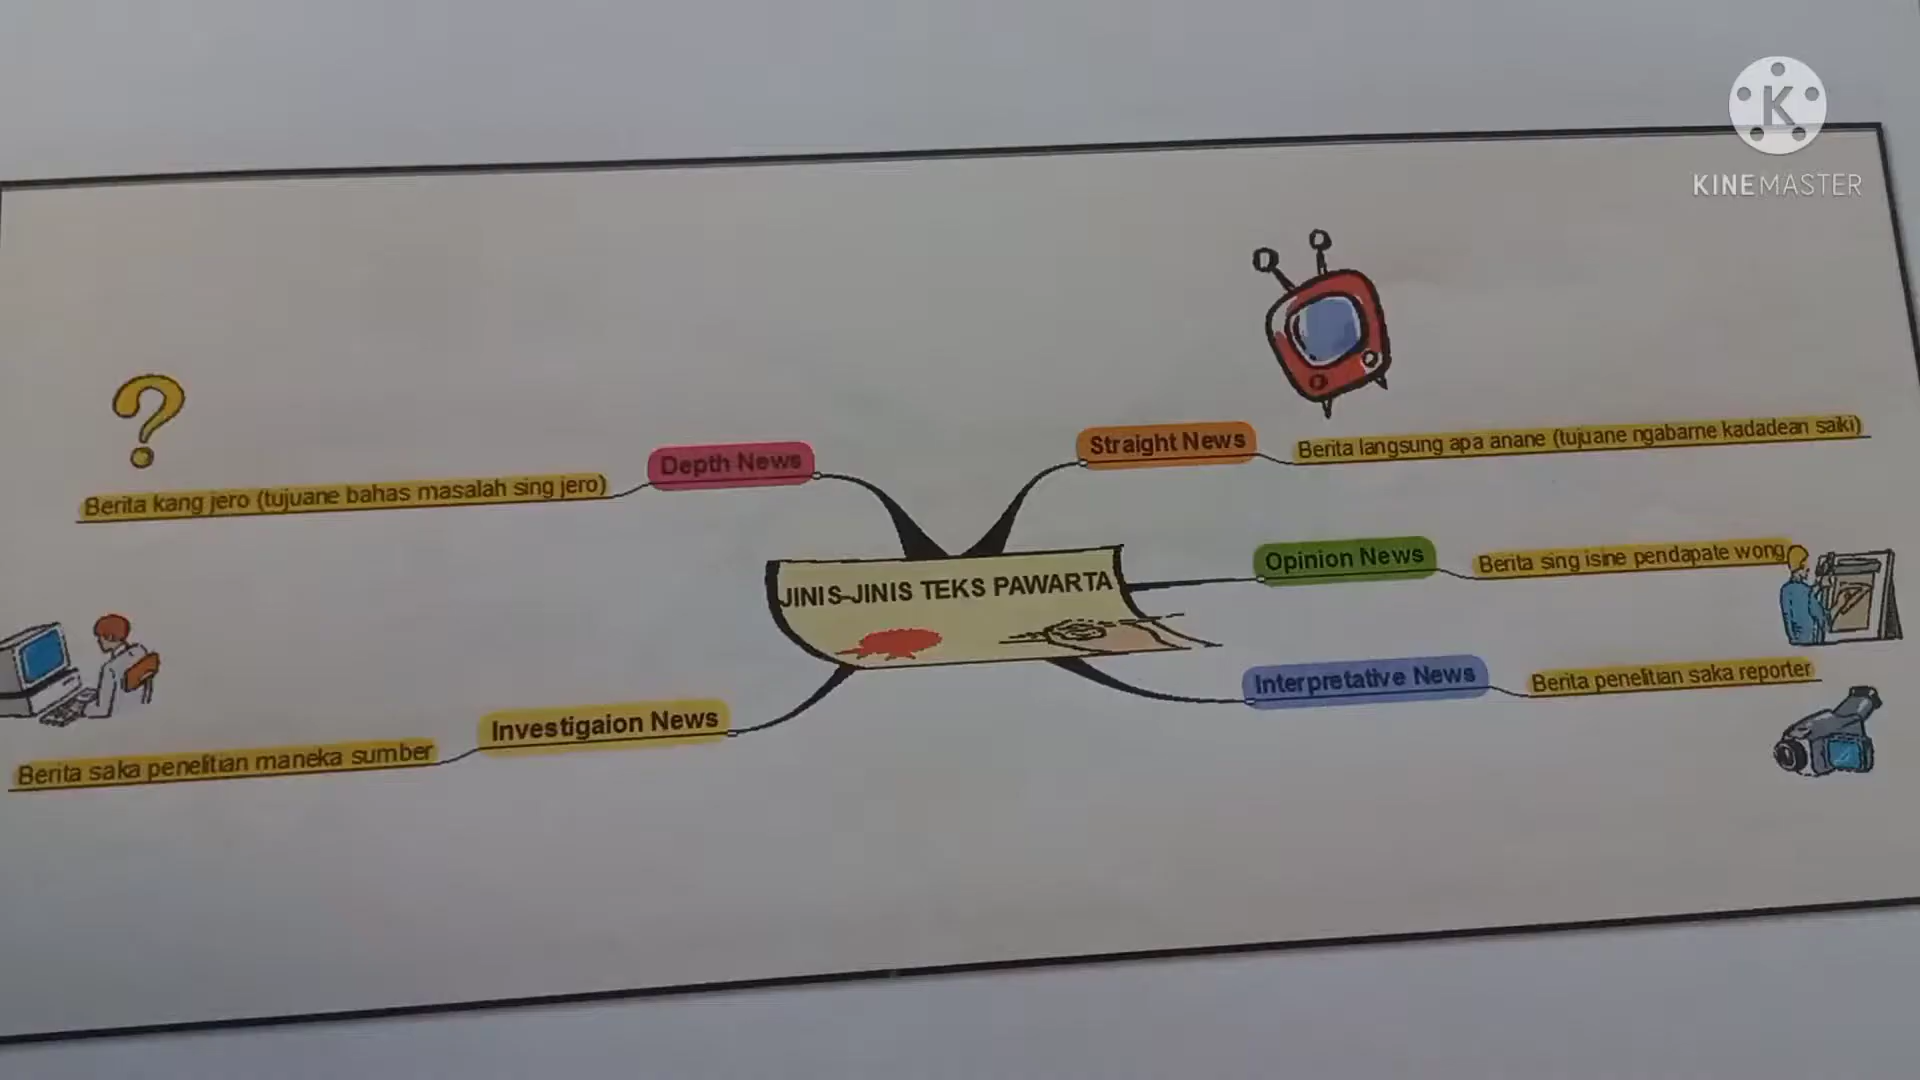 KINEMASTER
JINIS-JINIS TEKS PAWARTA
Straight News
Berita langsung apa anane (tujuane ngabarne kadadean saiki)
Opinion News
Berita sing isine pendapate wong
Interpretative News
Berita penelitian saka reporter
Depth News
Berita kang jero (tujuane bahas masalah sing jero)
Investigaion News
Berita saka penelitian maneka sumber